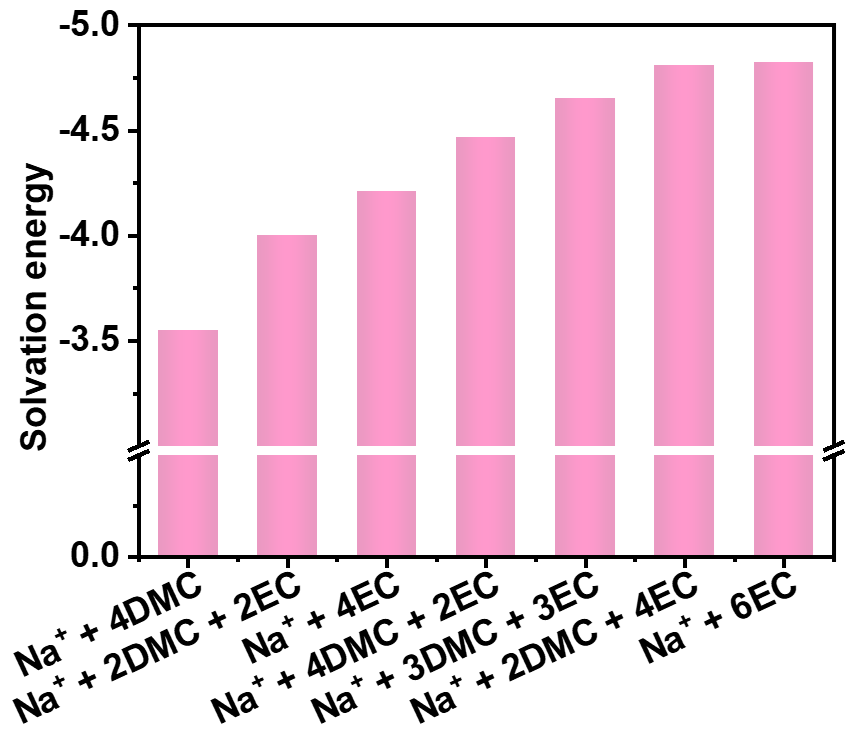 Solvation energy
-5.0
-4.5
-4.0
-3.5
0.0
Na⁺ + 4DMC
Na⁺ + 2DMC + 2EC
Na⁺ + 4EC
Na⁺ + 4DMC + 2EC
Na⁺ + 3DMC + 3EC
Na⁺ + 2DMC + 4EC
Na⁺ + 6EC